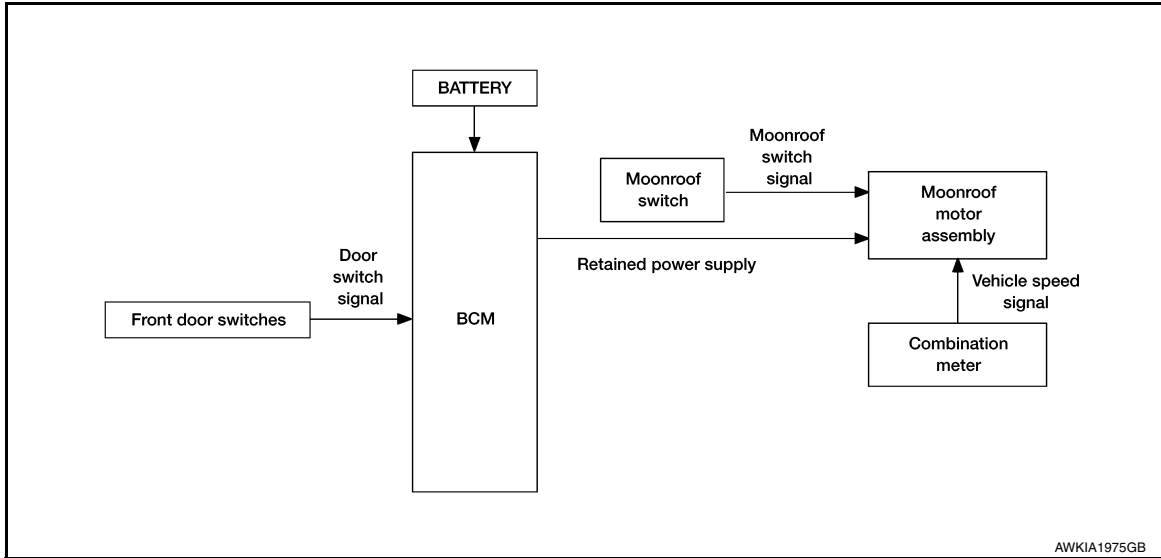 BATTERY
Moonroof
switch
signal
Moonroof
switch
Moonroof
motor
assembly
Door
switch
signal
Retained power supply
Vehicle speed
signal
Front door switches
BCM
Combination
meter
AWKIA1975GB